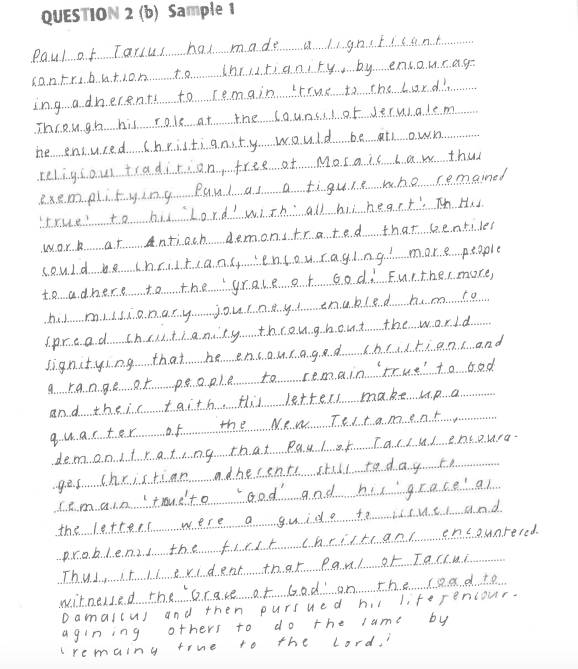 QUESTION 2 (b) Sample 1
Paul of Tarsus has made a significant
contribution to Christianity, by encourag-
ing adherents to remain 'true to the Lord'.
Through his role at the Council of Jerusalem
he ensured Christianity would be its own
religious tradition, free of Mosaic Law thus
exemplifying Paul as a figure who remained
'true' to his 'Lord' with 'all his heart'. His
work at Antioch demonstrated that Gentiles
could be Christians, 'encouraging' more people
to adhere to the 'grace of God.' Furthermore,
his missionary journeys enabled him to
spread Christianity throughout the world
signifying that he encouraged Christians and
a range of people to remain 'true' to God
and their faith. His letters make up a
quarter of the New Testament,
demonstrating that Paul of Tarsus encoura-
ges Christian adherents still today to
remain 'true' to 'God' and his 'grace' as
the letters were a guide to issues and
problems the first Christians encountered.
Thus, it is evident that Paul of Tarsus
witnessed the 'Grace of God' on the road to
Damascus and then pursued his life encour-
agining others to do the same by
'remaing true to the Lord.'